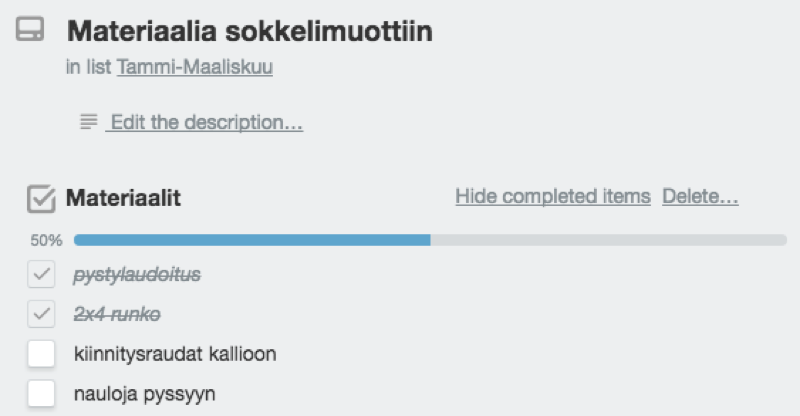 Materiaalia sokkelimuottiin
in list Tammi-Maaliskuu
Edit the description...
Materiaalit Hide completed items Delete...
50%
pystylaudoitus
2x4 runko
kiinnitysraudat kallioon
nauloja pyssyyn